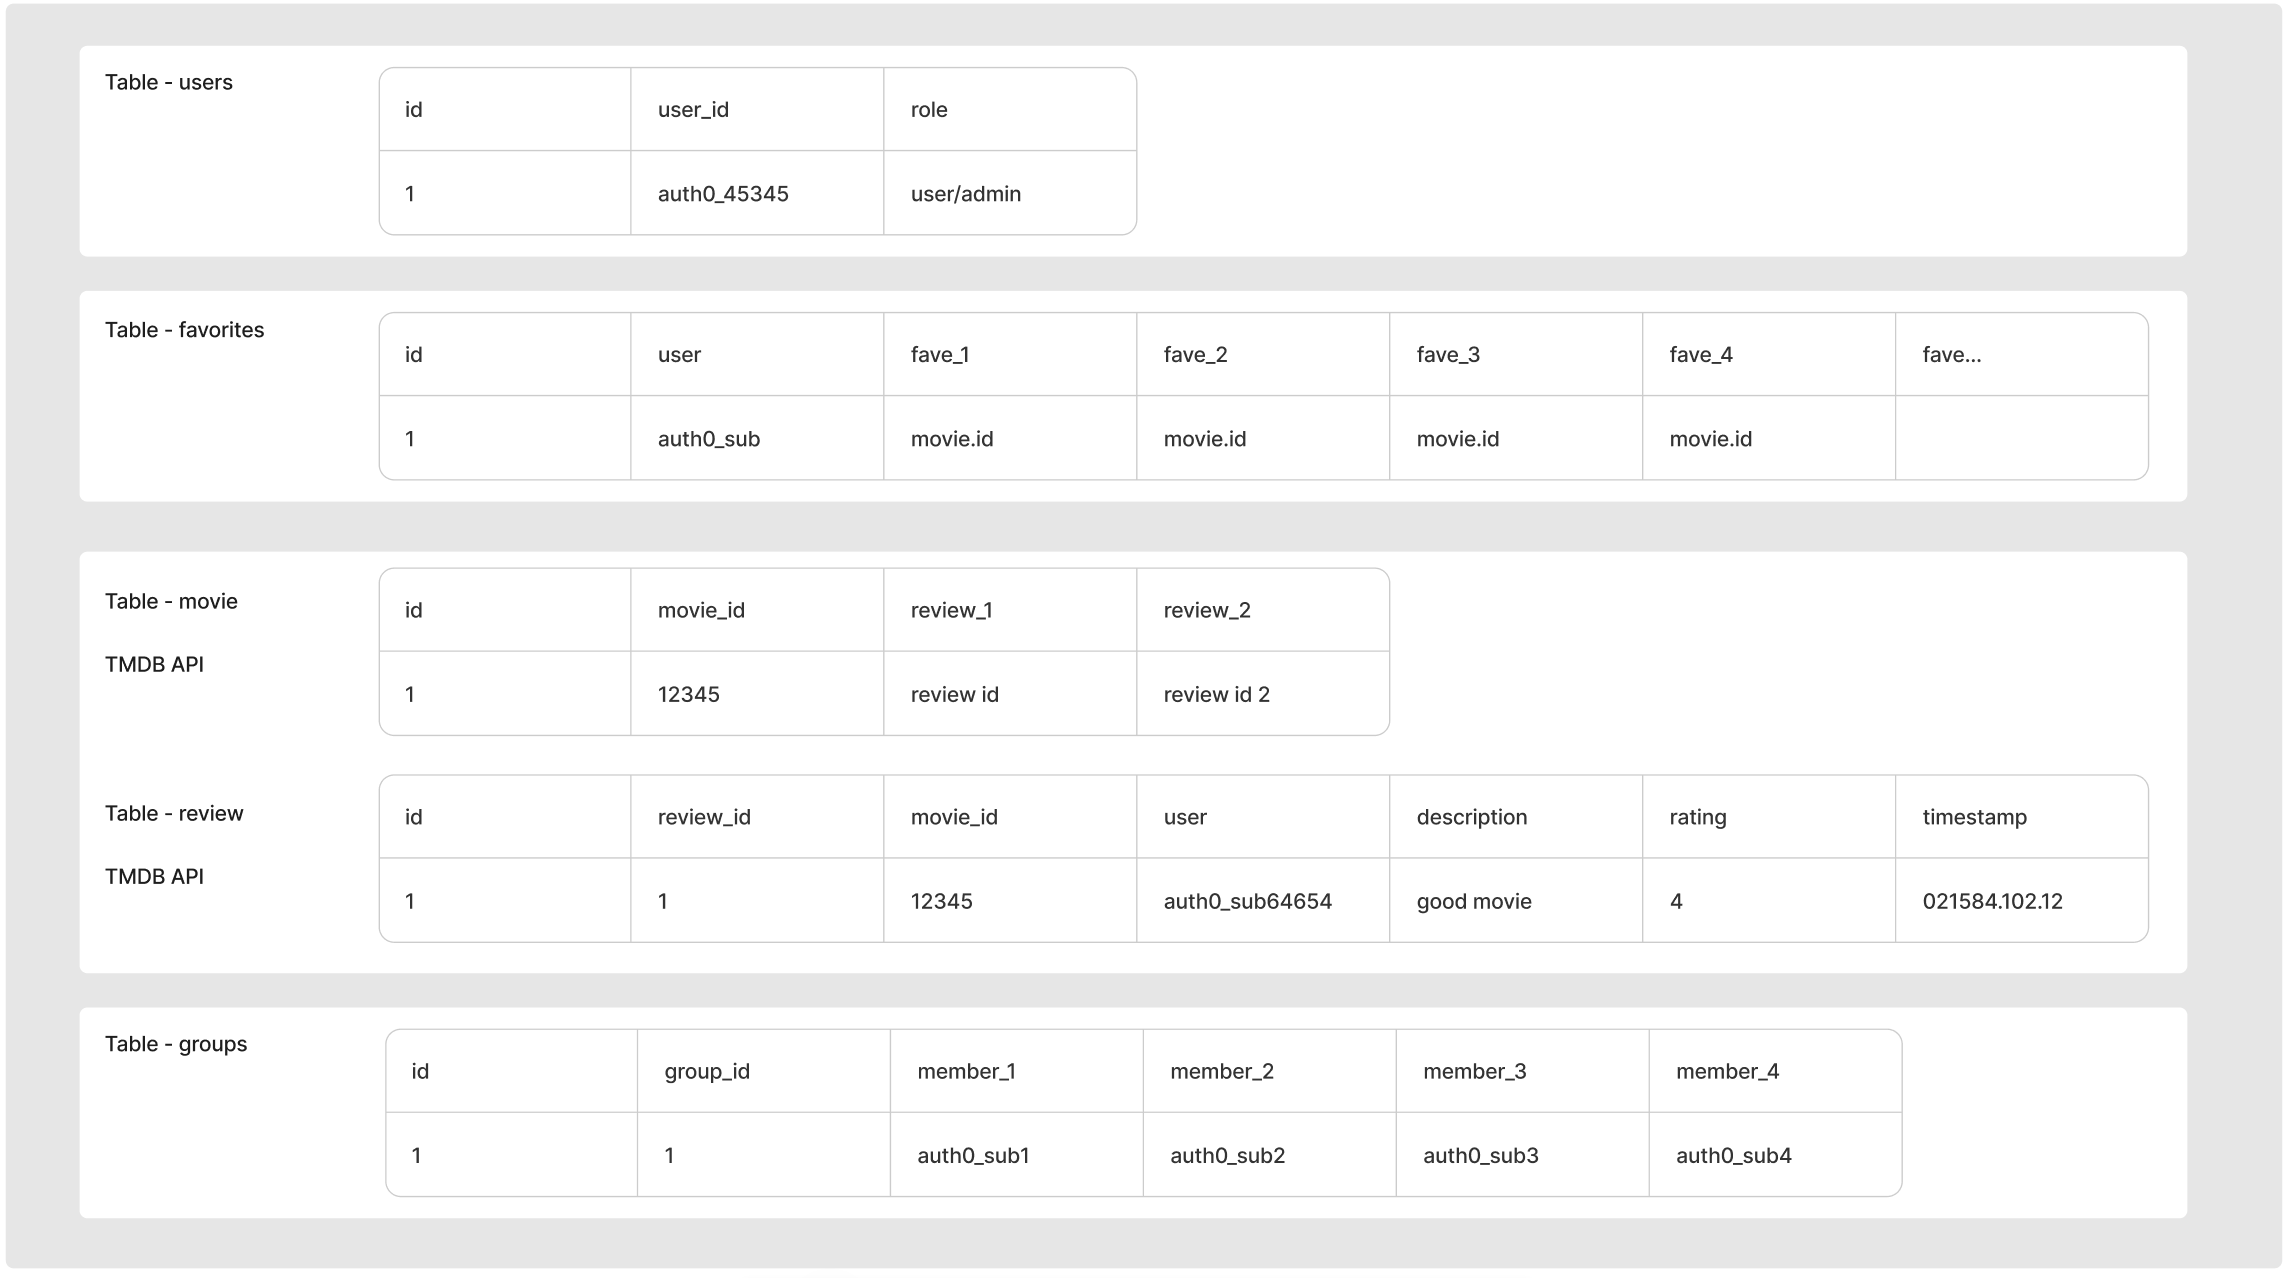 Table - users
id user_id role
1 auth0_45345 user/admin
Table - favorites
id user fave_1 fave_2 fave_3 fave_4 fave...
1 auth0_sub movie.id movie.id movie.id movie.id
Table - movie
TMDB API
id movie_id review_1 review_2
1 12345 review id review id 2
Table - review
TMDB API
id review_id movie_id user description rating timestamp
1 1 12345 auth0_sub64654 good movie 4 021584.102.12
Table - groups
id group_id member_1 member_2 member_3 member_4
1 1 auth0_sub1 auth0_sub2 auth0_sub3 auth0_sub4